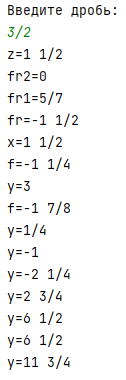 Введите дробь:
3/2
z=1 1/2
fr2=0
fr1=5/7
fr=-1 1/2
x=1 1/2
f=-1 1/4
y=3
f=-1 7/8
y=1/4
y=-1
y=-2 1/4
y=2 3/4
y=6 1/2
y=6 1/2
y=11 3/4